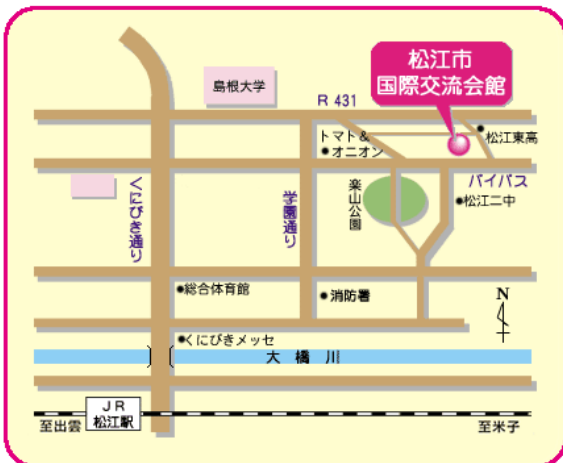 松江市
国際交流会館
島根大学
R 431
トマト&
オニオン
松江東高
バイパス
くにびき通り
学園通り
楽山公園
松江二中
総合体育館
消防署
N
くにびきメッセ
大橋川
JR
松江駅
至出雲
至米子